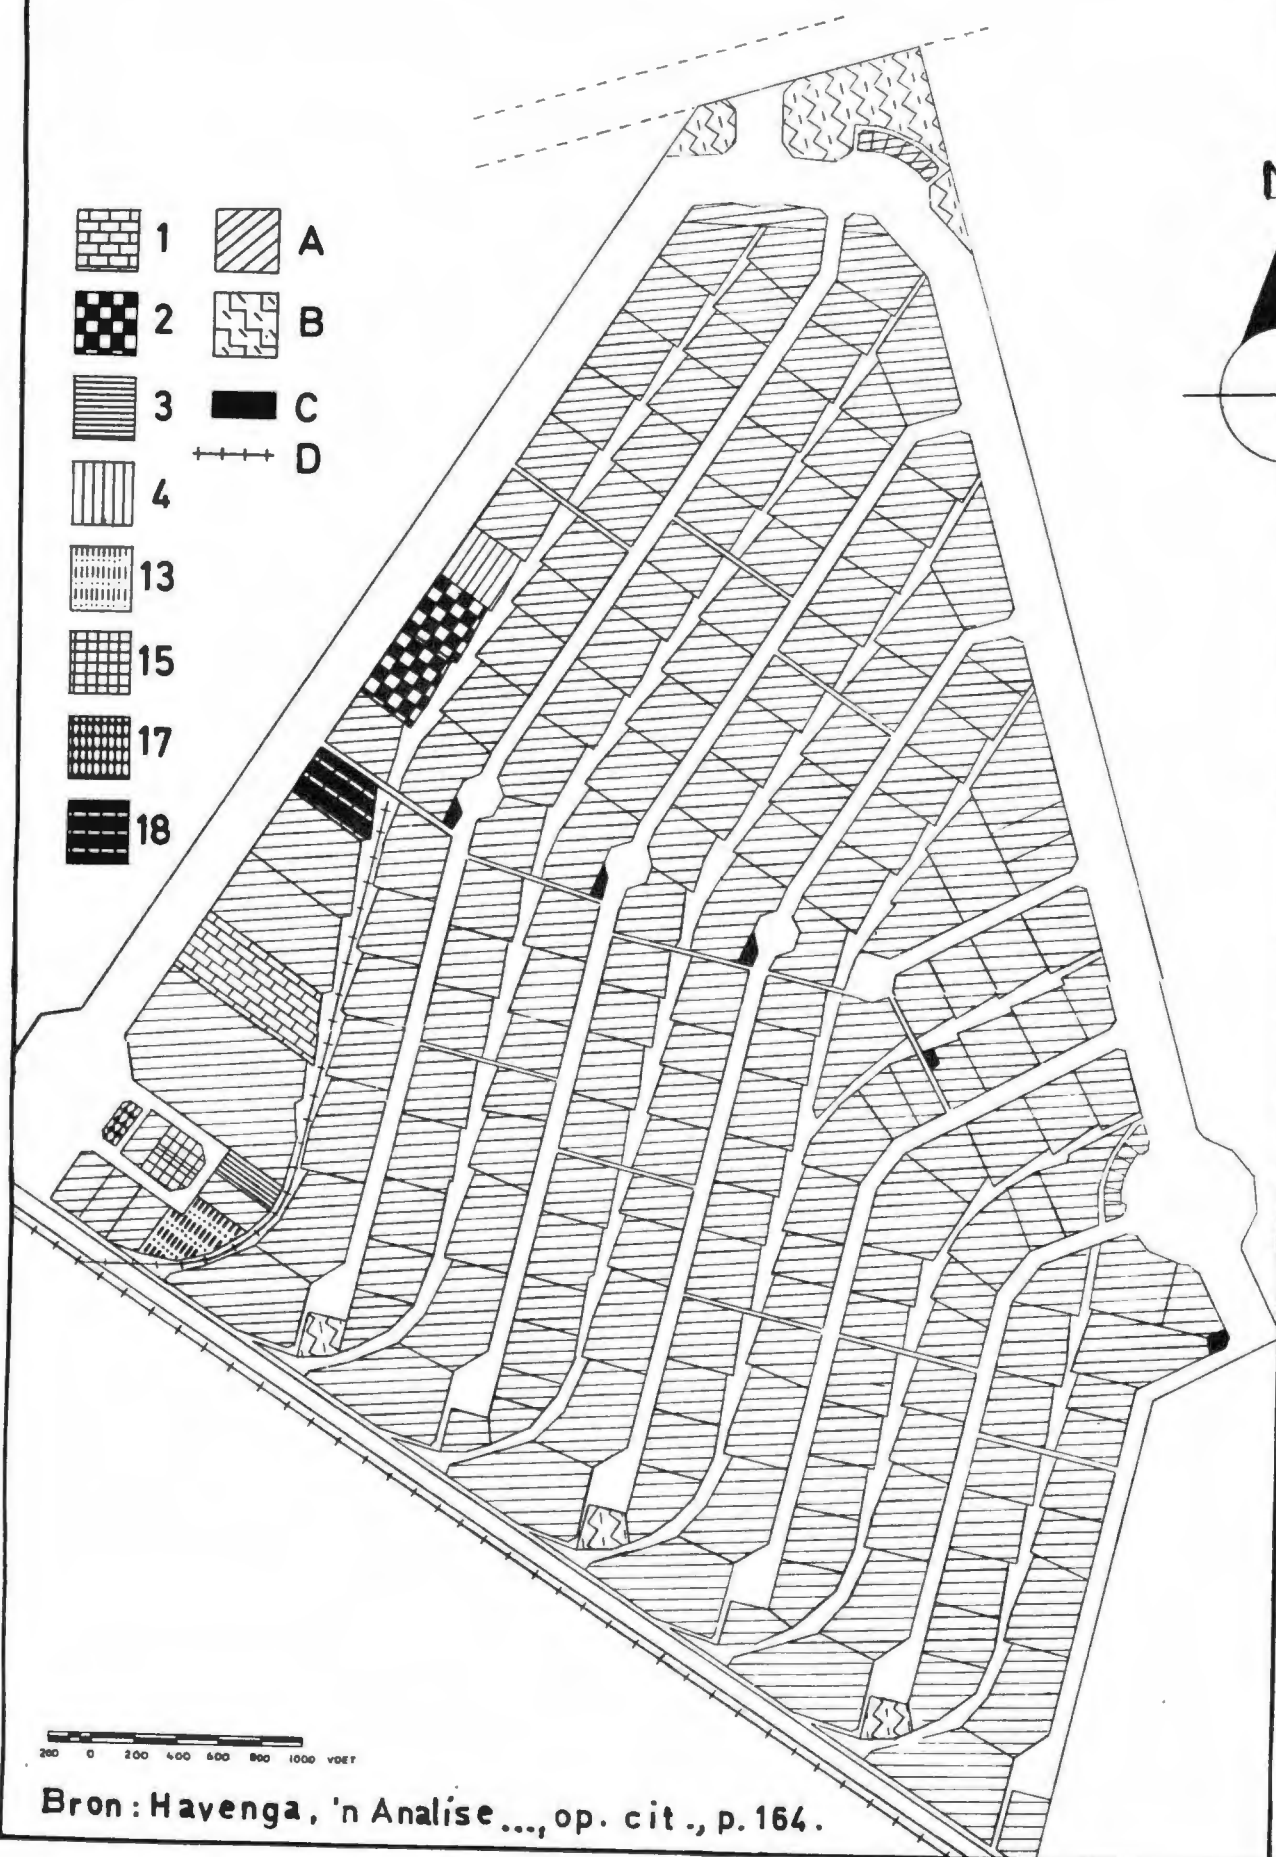 1 A
2 B
3 C
4 D
13
15
17
18
N
200 0 200 400 600 800 1000 VOET
Bron: Havenga, 'n Analise..., op. cit., p. 164.